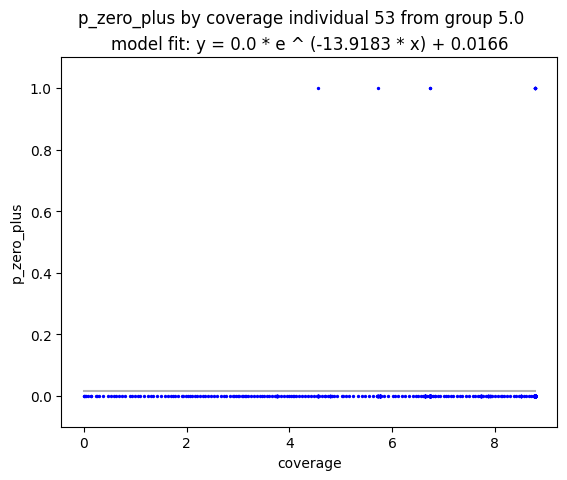 p_zero_plus by coverage individual 53 from group 5.0
model fit: y = 0.0 * e ^ (-13.9183 * x) + 0.0166
1.0
0.8
0.6
0.4
0.2
0.0
p_zero_plus
0 2 4 6 8
coverage